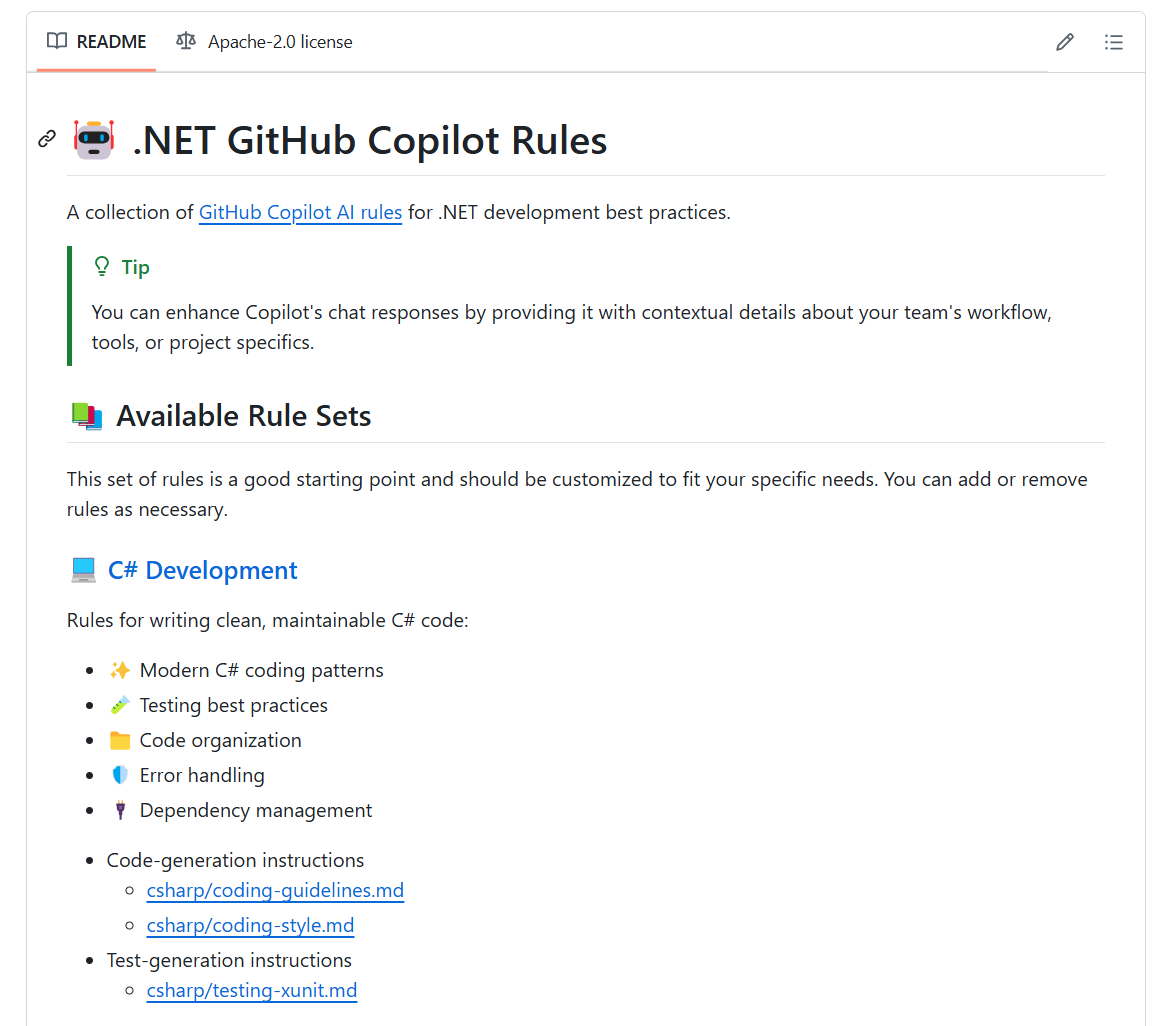 README Apache-2.0 license
.NET GitHub Copilot Rules
A collection of GitHub Copilot AI rules for .NET development best practices.
Tip
You can enhance Copilot's chat responses by providing it with contextual details about your team's workflow,
tools, or project specifics.
Available Rule Sets
This set of rules is a good starting point and should be customized to fit your specific needs. You can add or remove
rules as necessary.
C# Development
Rules for writing clean, maintainable C# code:
Modern C# coding patterns
Testing best practices
Code organization
Error handling
Dependency management
Code-generation instructions
csharp/coding-guidelines.md
csharp/coding-style.md
Test-generation instructions
csharp/testing-xunit.md